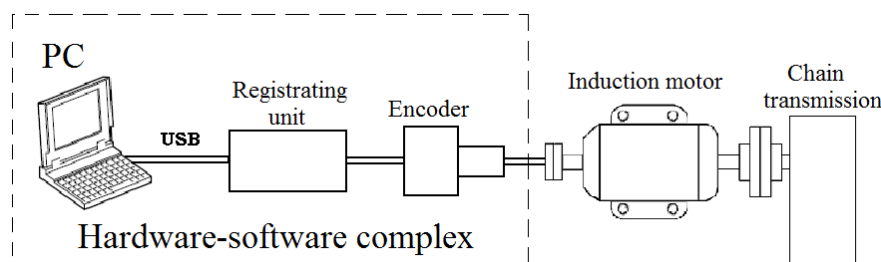 PC
USB
Registrating
unit
Encoder
Induction motor
Chain
transmission
Hardware-software complex